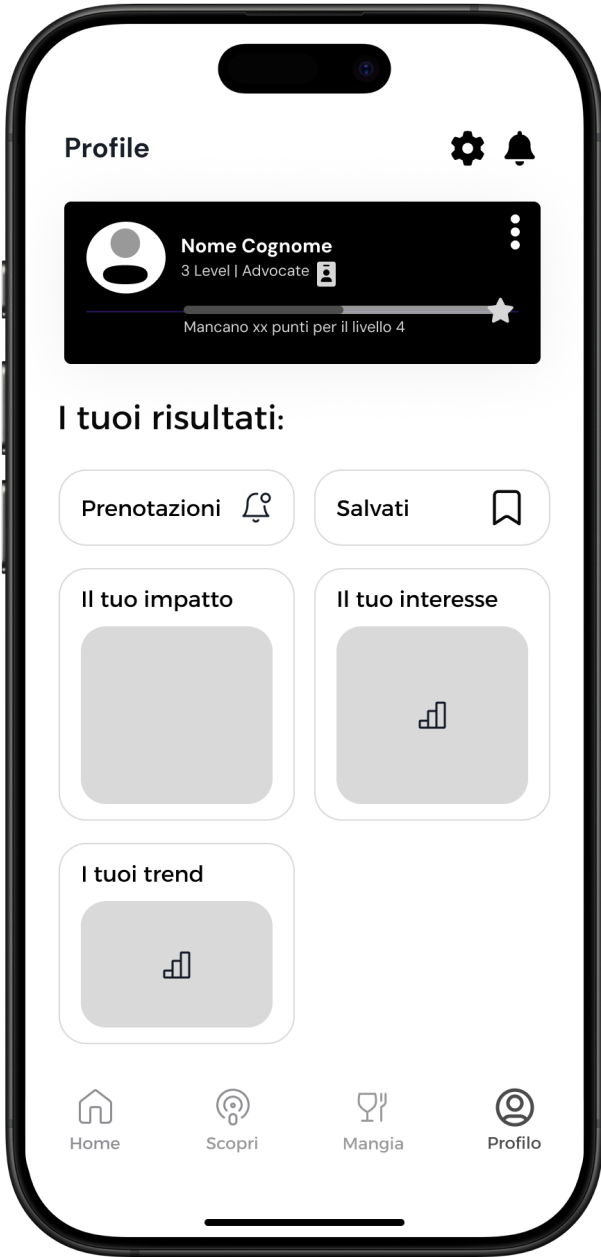 Profile
Nome Cognome
3 Level | Advocate
Mancano xx punti per il livello 4
I tuoi risultati:
Prenotazioni
Salvati
Il tuo impatto
Il tuo interesse
I tuoi trend
Home
Scopri
Mangia
Profilo